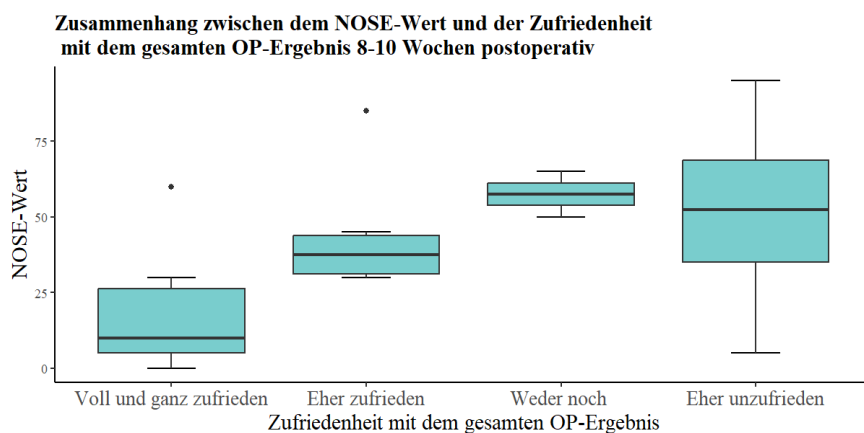 Zusammenhang zwischen dem NOSE-Wert und der Zufriedenheit
mit dem gesamten OP-Ergebnis 8-10 Wochen postoperativ
NOSE-Wert
75
50
25
0
Voll und ganz zufrieden
Eher zufrieden
Weder noch
Eher unzufrieden
Zufriedenheit mit dem gesamten OP-Ergebnis